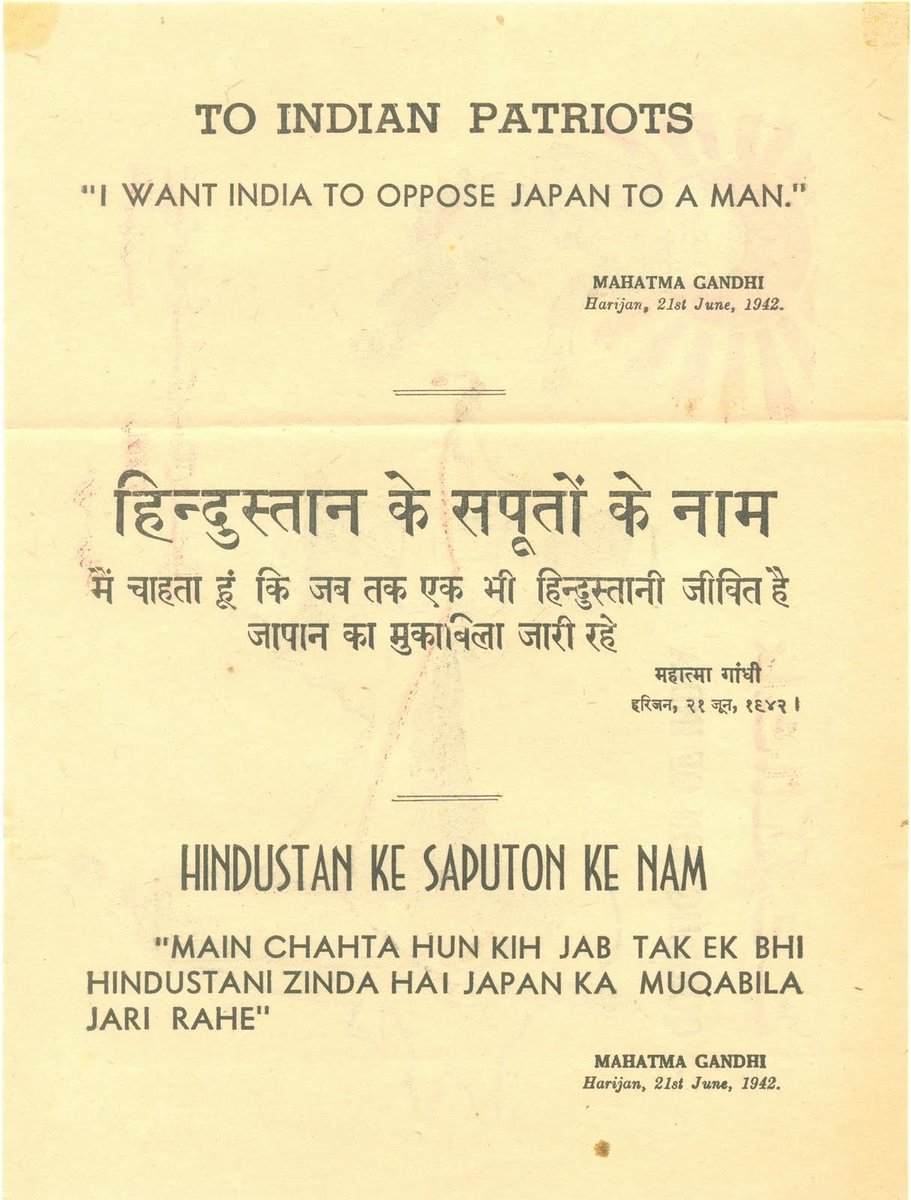 TO INDIAN PATRIOTS
"I WANT INDIA TO OPPOSE JAPAN TO A MAN."
MAHATMA GANDHI
Harijan, 21st June, 1942.
हिन्दुस्तान के सपूतों के नाम
मैं चाहता हूं कि जब तक एक भी हिन्दुस्तानी जीवित है
जापान का मुकाबिला जारी रहे
महात्मा गांधी
हरिजन, २१ जून, १९४२ ।
HINDUSTAN KE SAPUTON KE NAM
"MAIN CHAHTA HUN KIH JAB TAK EK BHI
HINDUSTANI ZINDA HAI JAPAN KA MUQABILA
JARI RAHE"
MAHATMA GANDHI
Harijan, 21st June, 1942.